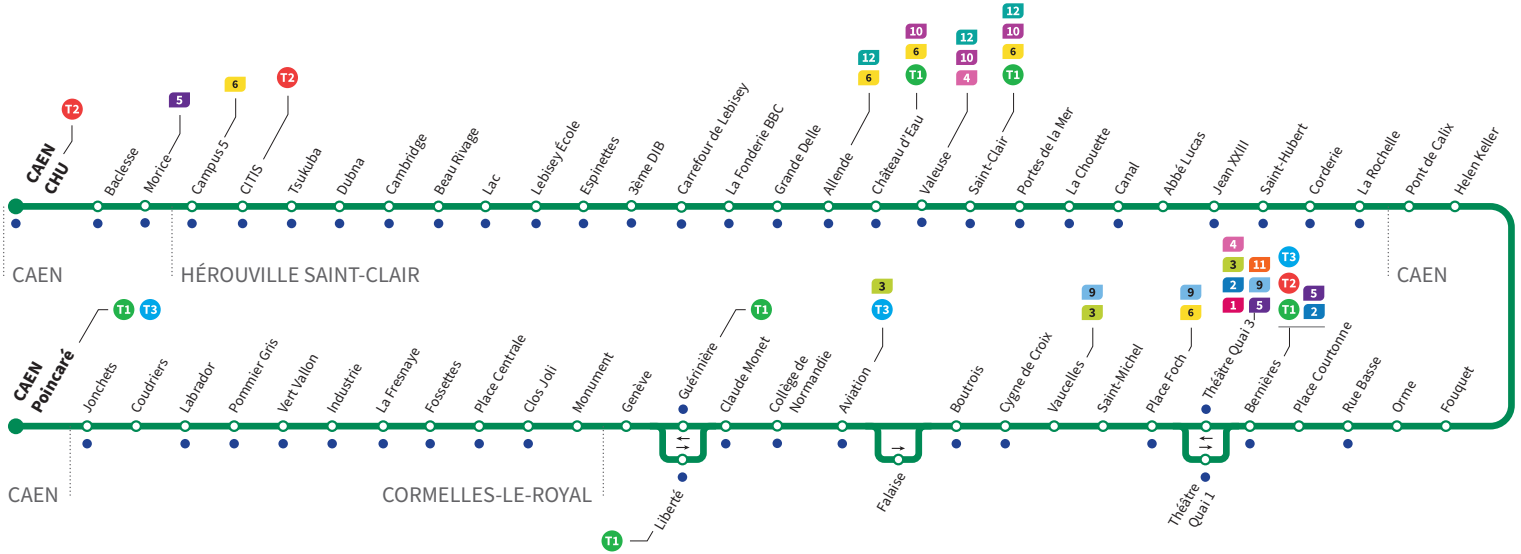 12
10
12
10
12
10
6
12
6
T1
6
4
T1
6
T2
5
T2
CAEN
CHU
Baclesse
Morice
Campus 5
CITIS
Tsukuba
Dubna
Cambridge
Beau Rivage
Lac
Lebisey École
Espinettes
3ème DIB
Carrefour de Lebisey
La Fonderie BBC
Grande Delle
Allende
Château d'Eau
Valeuse
Saint-Clair
Portes de la Mer
La Chouette
Canal
Abbé Lucas
Jean XXIII
Saint-Hubert
Corderie
La Rochelle
Pont de Calix
Helen Keller
CAEN
HÉROUVILLE SAINT-CLAIR
CAEN
T1 T3
T1
3
T3
9
3
9
6
4
3 11
2 9
1 5
T3
T2
T1
5
2
CAEN
Poincaré
Jonchets
Coudriers
Labrador
Pommier Gris
Vert Vallon
Industrie
La Fresnaye
Fossettes
Place Centrale
Clos Joli
Monument
Genève
Guérinière
Claude Monet
Collège de
Normandie
Aviation
Boutrois
Cygne de Croix
Vaucelles
Saint-Michel
Place Foch
Théâtre Quai 3
Bernières
Place Courtonne
Rue Basse
Orme
Fouquet
CAEN
CORMELLES-LE-ROYAL
T1
Liberté
Falaise
Théâtre
Quai 1